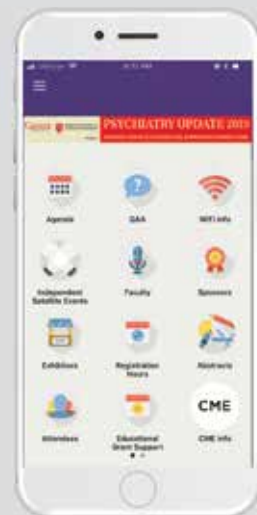 PSYCHIATRY UPDATE 2019
Agenda
Q&A
WiFi Info
Independent
Satellite Events
Faculty
Sponsors
Exhibitors
Registration
Hours
Abstracts
CME
Attendees
Educational
Grant Support
CME Info